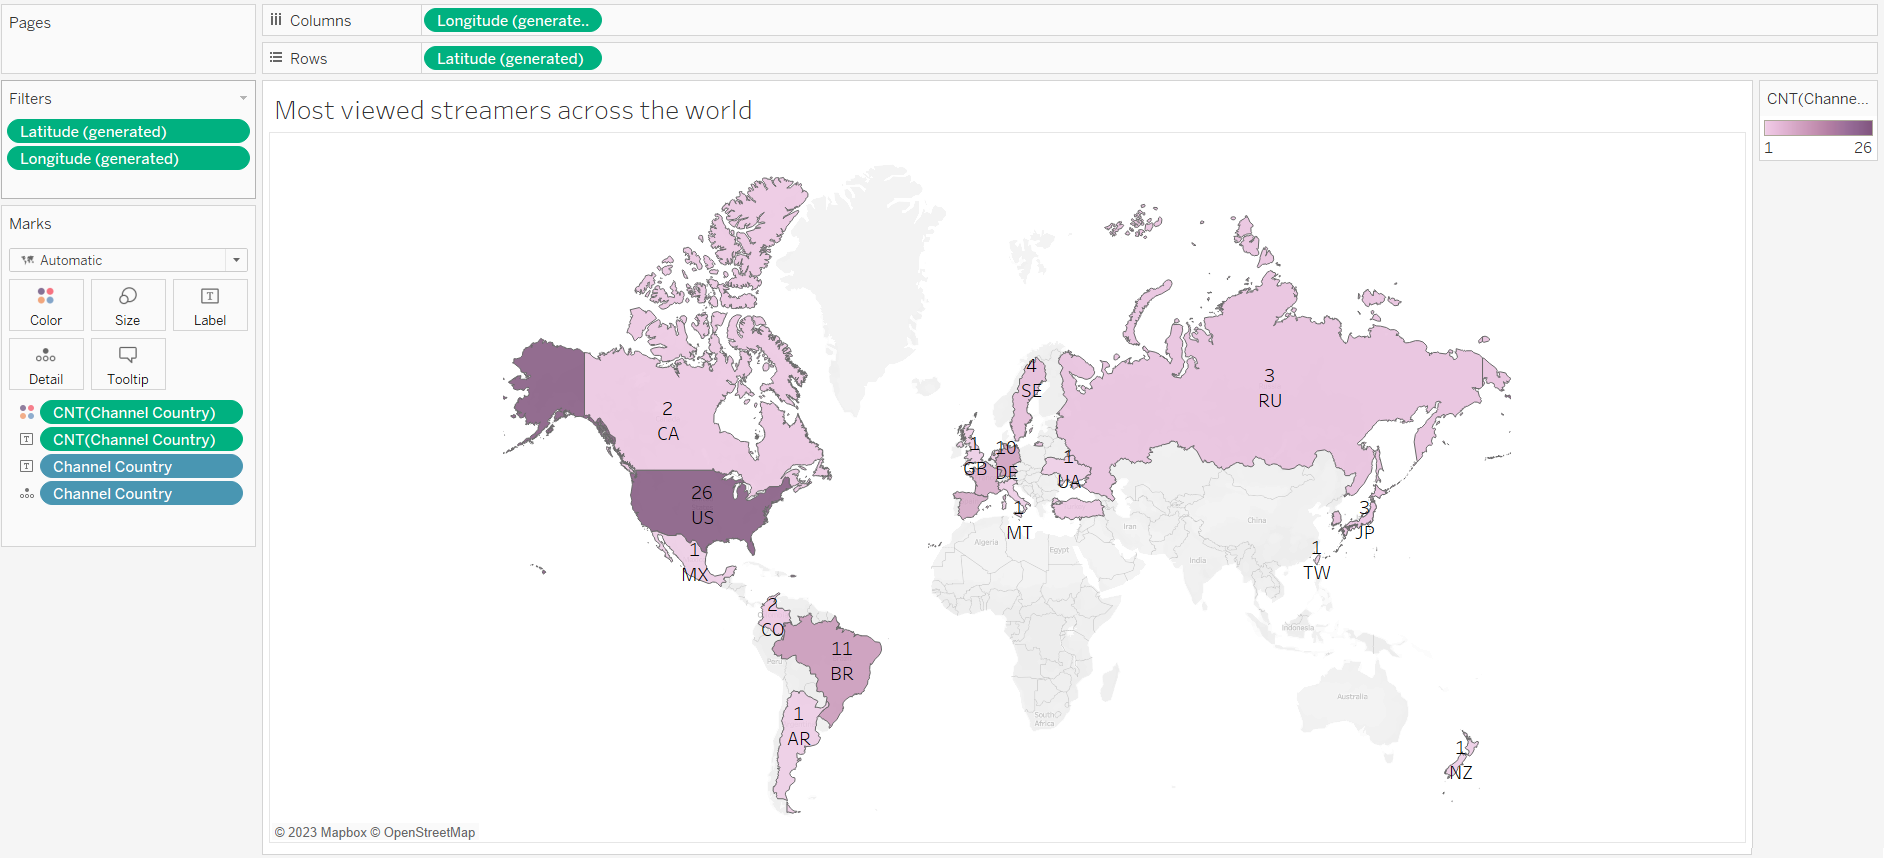 Pages
Columns
Longitude (generate..
Rows
Latitude (generated)
Filters
Latitude (generated)
Longitude (generated)
Marks
Automatic
Color
Size
Label
Detail
Tooltip
CNT(Channel Country)
CNT(Channel Country)
Channel Country
Channel Country
Most viewed streamers across the world
CNT(Channe...
1
26
4
SE
3
RU
2
CA
1
GB
10
DE
1
UA
26
US
1
MT
3
JP
1
MX
1
TW
Iran
China
Algeria
Egypt
India
2
CO
Indonesia
11
BR
Peru
Australia
1
AR
South
Africa
1
NZ
© 2023 Mapbox © OpenStreetMap